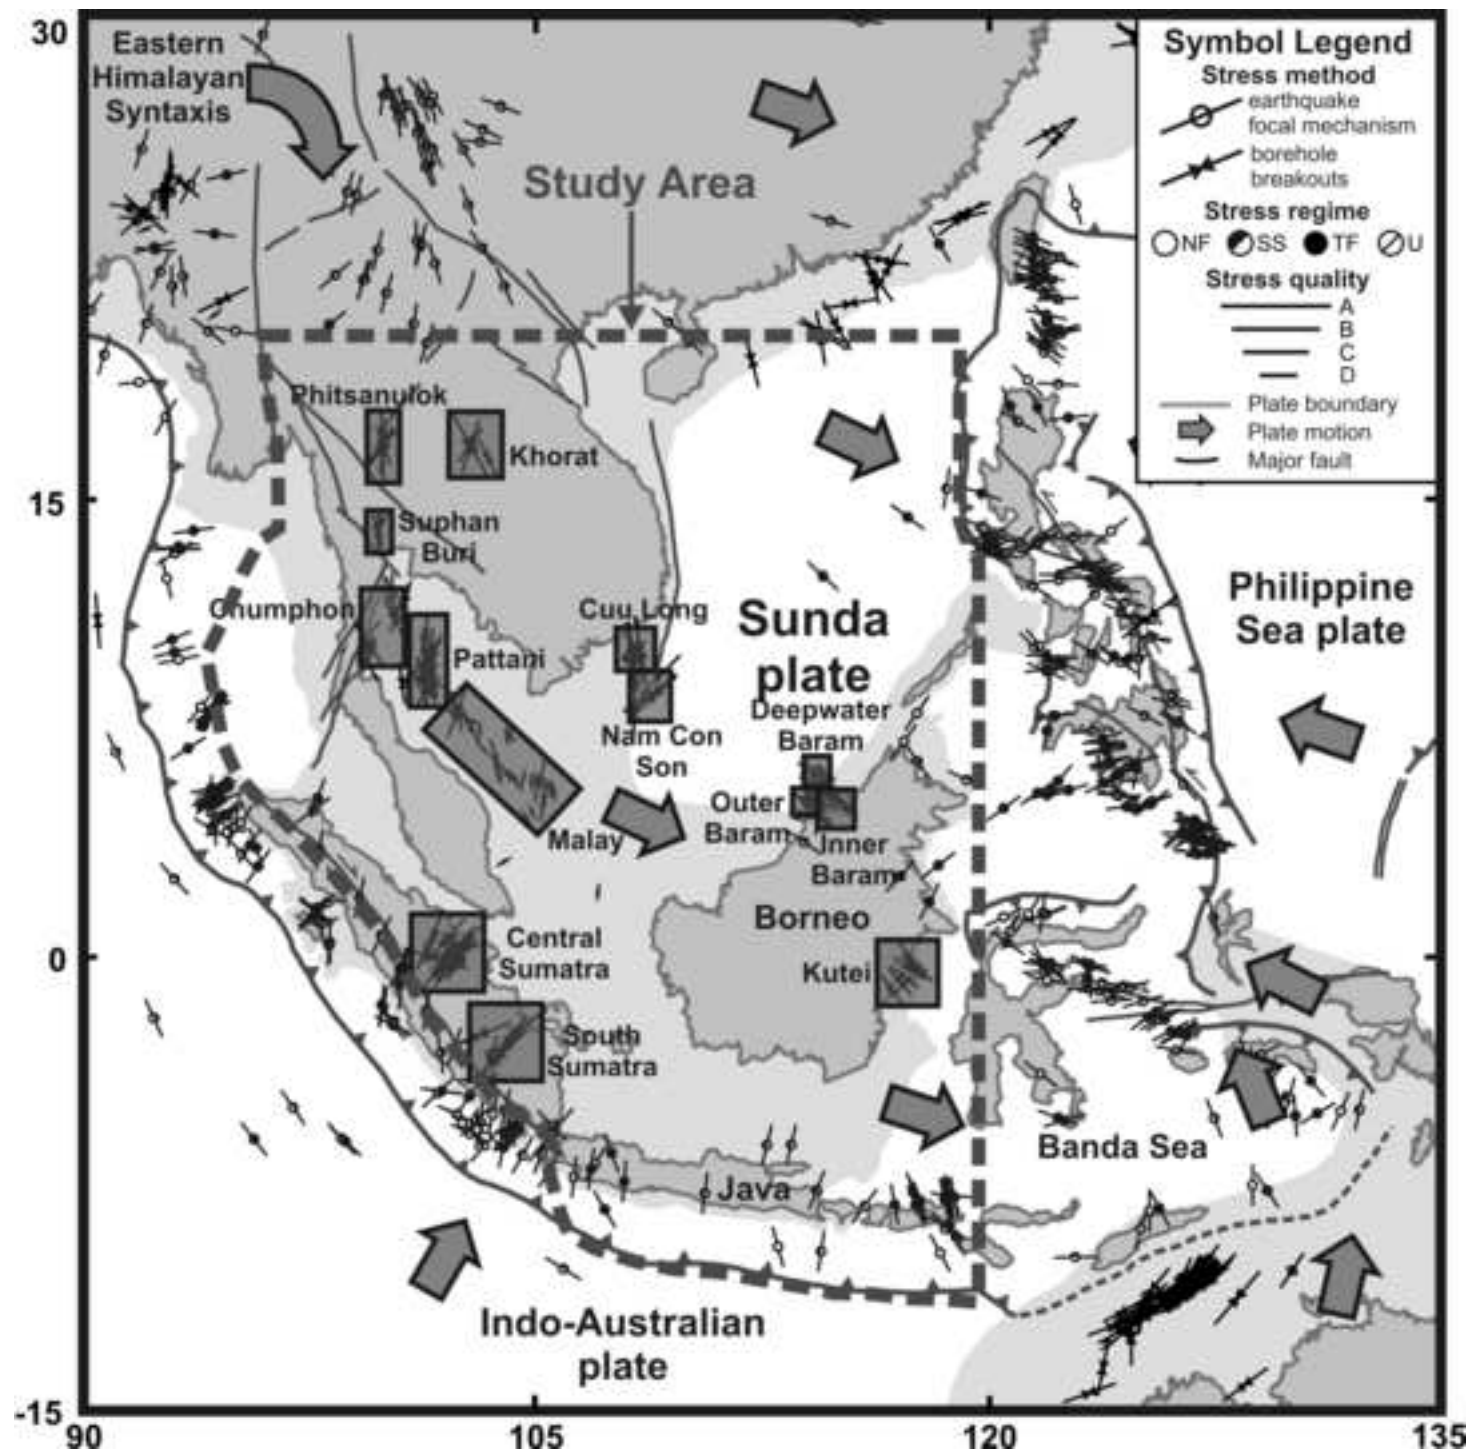 30
Eastern
Himalayan
Syntaxis
Study Area
Symbol Legend
Stress method
earthquake
focal mechanism
borehole
breakouts
Stress regime
NF
SS
TF
U
Stress quality
A
B
C
D
Plate boundary
Plate motion
Major fault
Phitsanulok
Khorat
15
Suphan
Buri
Chumphon
Pattani
Cuu Long
Sunda
plate
Philippine
Sea plate
Nam Con
Son
Deepwater
Baram
Outer
Baram
Inner
Baram
Malay
Borneo
Central
Sumatra
Kutei
0
South
Sumatra
Banda Sea
Java
Indo-Australian
plate
-15
90
105
120
135